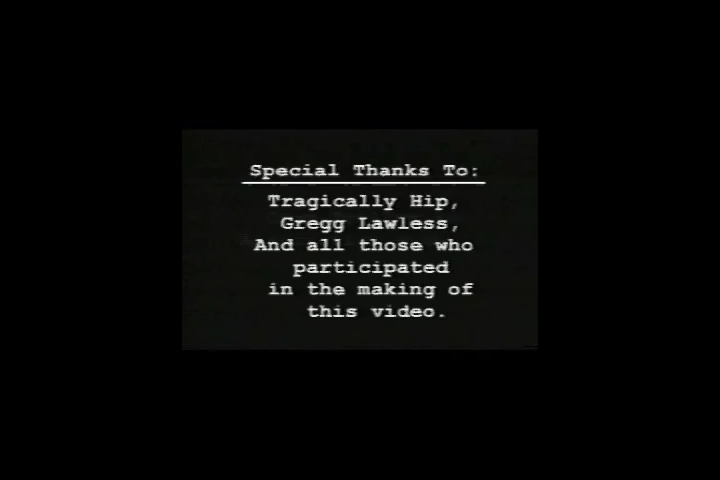 Special Thanks To:
Tragically Hip,
Gregg Lawless,
And all those who
participated
in the making of
this video.